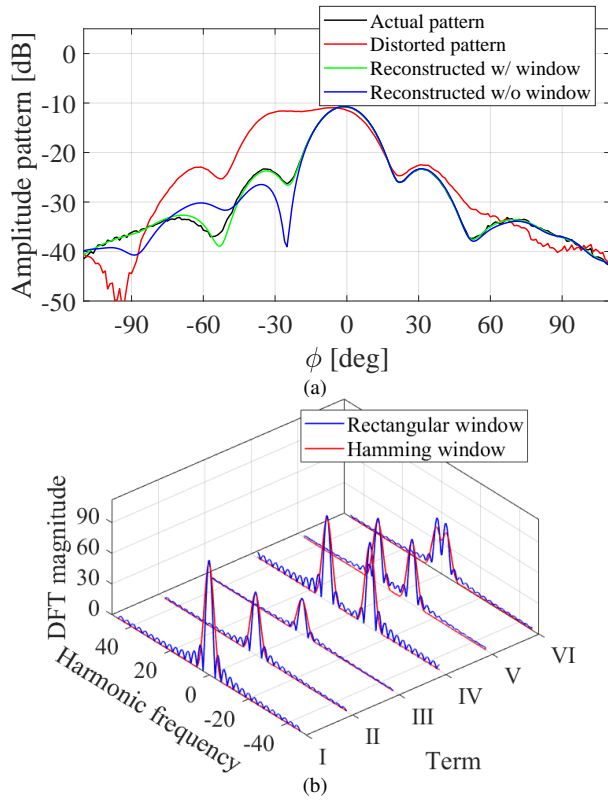 Actual pattern
Distorted pattern
Reconstructed w/ window
Reconstructed w/o window
Amplitude pattern [dB]
0
-10
-20
-30
-40
-50
-90
-60
-30
0
30
60
90
ϕ [deg]
(a)
Rectangular window
Hamming window
DFT magnitude
90
60
30
0
40
20
0
-20
-40
Harmonic frequency
I
II
III
IV
V
VI
Term
(b)